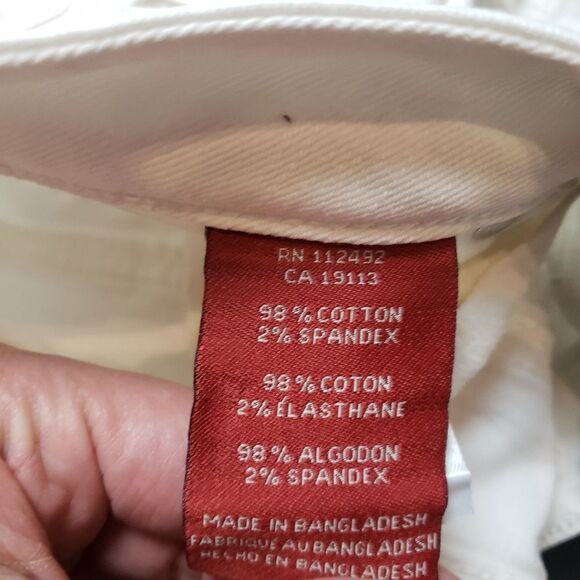 RN 112492
CA 19113
98% COTTON
2% SPANDEX
98% COTON
2% ÉLASTHANE
98% ALGODON
2% SPANDEX
MADE IN BANGLADESH
FABRIQUE AU BANGLADESH
HECHO EN BANGLADESH